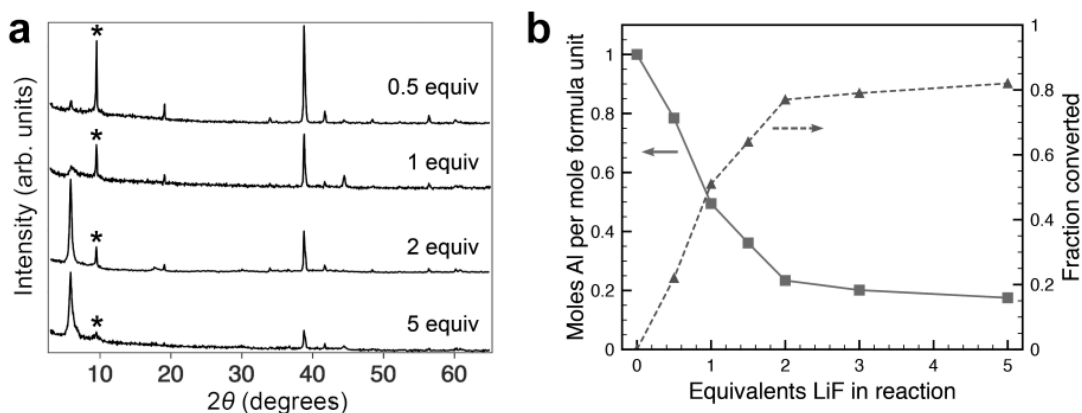 a
Intensity (arb. units)
*
0.5 equiv
*
1 equiv
*
2 equiv
*
5 equiv
10 20 30 40 50 60
2θ (degrees)
b
Moles Al per mole formula unit
1
0.8
0.6
0.4
0.2
0
1
0.8
0.6
0.4
0.2
0
Fraction converted
0 1 2 3 4 5
Equivalents LiF in reaction